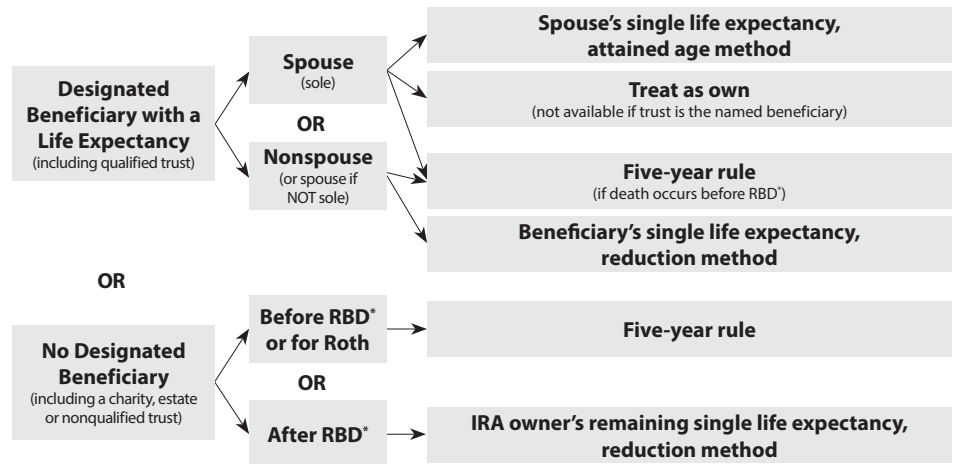 Designated
Beneficiary with a
Life Expectancy
(including qualified trust)
Spouse
(sole)
OR
Nonspouse
(or spouse if
NOT sole)
Spouse’s single life expectancy,
attained age method
Treat as own
(not available if trust is the named beneficiary)
Five-year rule
(if death occurs before RBD*)
Beneficiary’s single life expectancy,
reduction method
OR
No Designated
Beneficiary
(including a charity, estate
or nonqualified trust)
Before RBD*
or for Roth
OR
After RBD*
Five-year rule
IRA owner’s remaining single life expectancy,
reduction method